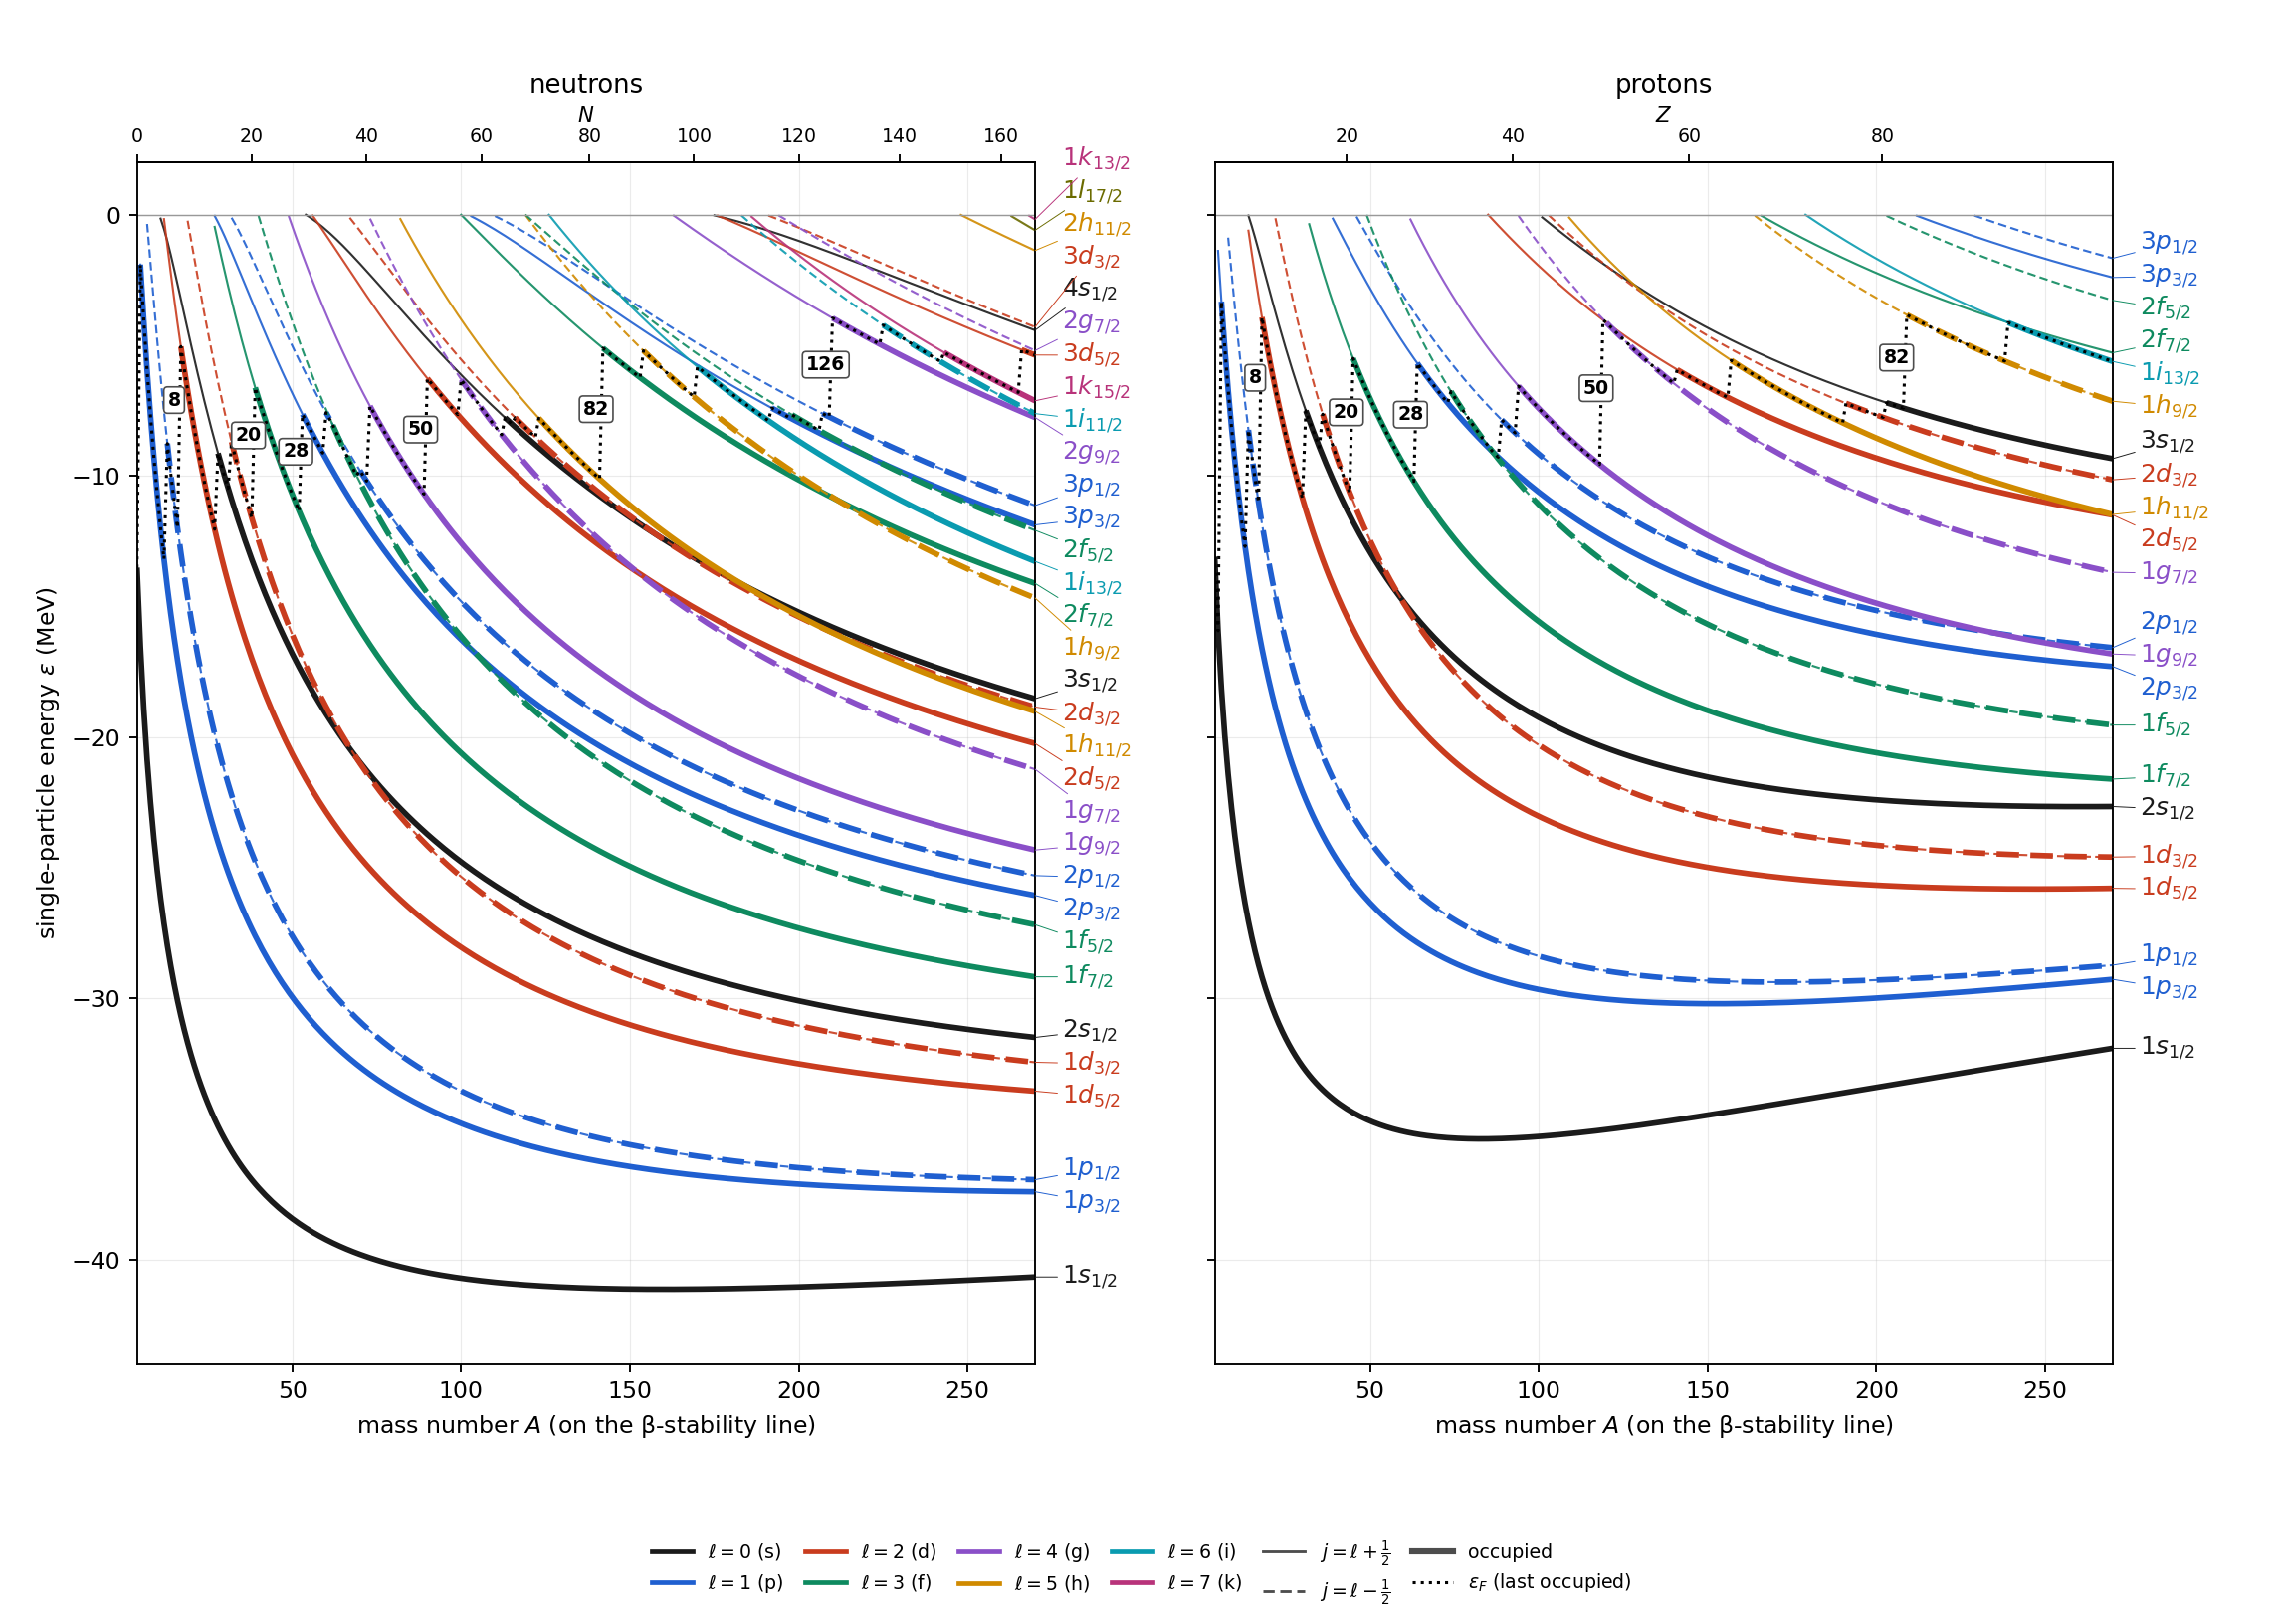 neutrons
N
0 20 40 60 80 100 120 140 160
protons
Z
20 40 60 80
single-particle energy ε (MeV)
0
−10
−20
−30
−40
8
20
28
50
82
126
1k13/2
1l17/2
2h11/2
3d3/2
4s1/2
2g7/2
3d5/2
1k15/2
1i11/2
2g9/2
3p1/2
3p3/2
2f5/2
1i13/2
2f7/2
1h9/2
3s1/2
2d3/2
1h11/2
2d5/2
1g7/2
1g9/2
2p1/2
2p3/2
1f5/2
1f7/2
2s1/2
1d3/2
1d5/2
1p1/2
1p3/2
1s1/2
50 100 150 200 250
mass number A (on the β-stability line)
8
20
28
50
82
3p1/2
3p3/2
2f5/2
2f7/2
1i13/2
1h9/2
3s1/2
2d3/2
1h11/2
2d5/2
1g7/2
2p1/2
1g9/2
2p3/2
1f5/2
1f7/2
2s1/2
1d3/2
1d5/2
1p1/2
1p3/2
1s1/2
50 100 150 200 250
mass number A (on the β-stability line)
ℓ = 0 (s) ℓ = 2 (d) ℓ = 4 (g) ℓ = 6 (i) j = ℓ + 1/2 occupied
ℓ = 1 (p) ℓ = 3 (f) ℓ = 5 (h) ℓ = 7 (k) j = ℓ − 1/2 εF (last occupied)